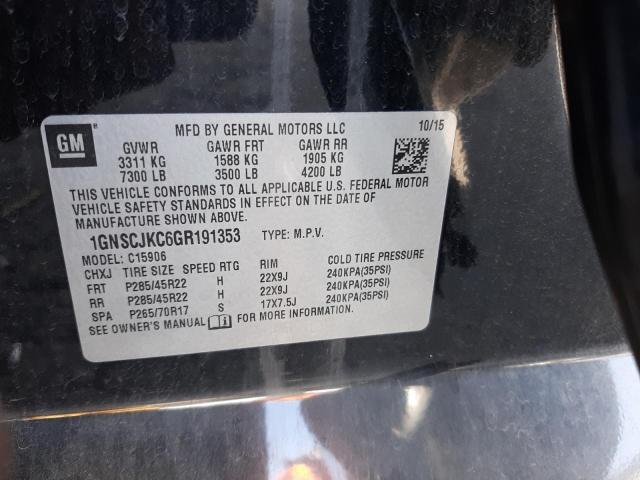 GM
®
MFD BY GENERAL MOTORS LLC 10/15
GVWR GAWR FRT GAWR RR
3311 KG 1588 KG 1905 KG
7300 LB 3500 LB 4200 LB
THIS VEHICLE CONFORMS TO ALL APPLICABLE U.S. FEDERAL MOTOR
VEHICLE SAFETY STANDARDS IN EFFECT ON THE DATE OF
MANUFACTURE SHOWN ABOVE.
1GNSCJKC6GR191353 TYPE: M.P.V.
MODEL: C15906
CHXJ TIRE SIZE SPEED RTG RIM COLD TIRE PRESSURE
FRT P285/45R22 H 22X9J 240KPA(35PSI)
RR P285/45R22 H 22X9J 240KPA(35PSI)
SPA P265/70R17 S 17X7.5J 240KPA(35PSI)
SEE OWNER'S MANUAL FOR MORE INFORMATION.